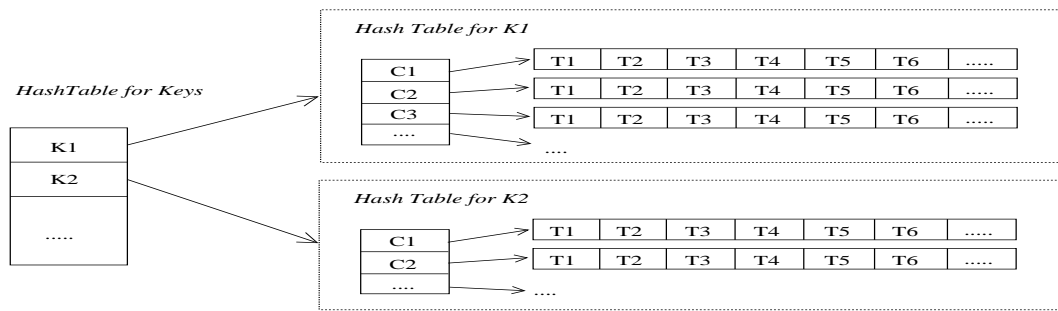 Hash Table for K1
C1 T1 T2 T3 T4 T5 T6 .....
C2 T1 T2 T3 T4 T5 T6 .....
C3 T1 T2 T3 T4 T5 T6 .....
.... ....
HashTable for Keys
K1
K2
.....
Hash Table for K2
C1 T1 T2 T3 T4 T5 T6 .....
C2 T1 T2 T3 T4 T5 T6 .....
.... ....